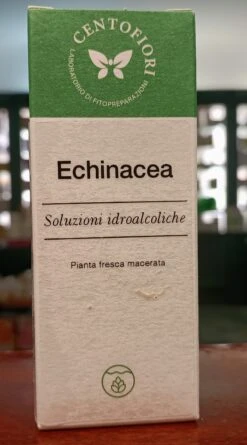 CENTOFIORI
LABORATORIO DI FITOPREPARAZIONI
Echinacea
Soluzioni idroalcoliche
Pianta fresca macerata